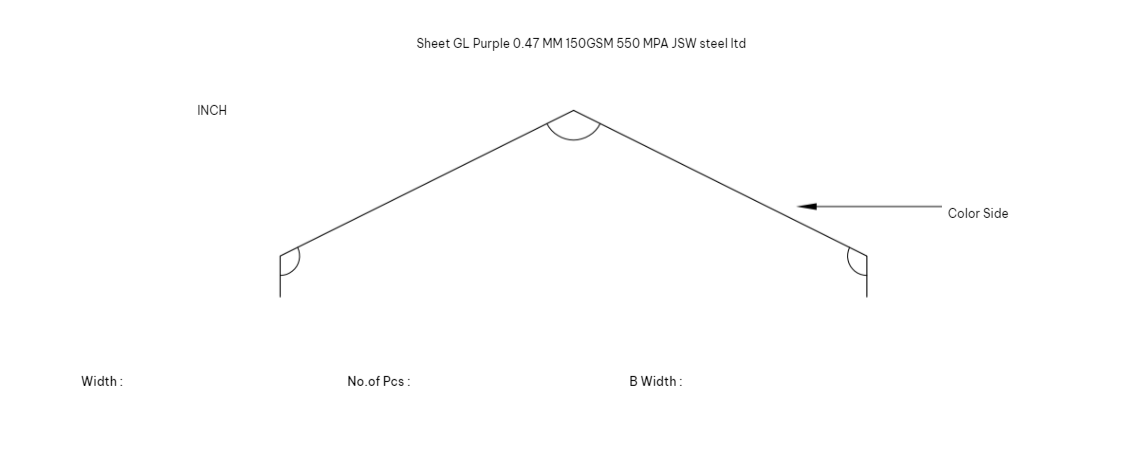 Sheet GL Purple 0.47 MM 150GSM 550 MPA JSW steel ltd
INCH
Color Side
Width :
No.of Pcs :
B Width :